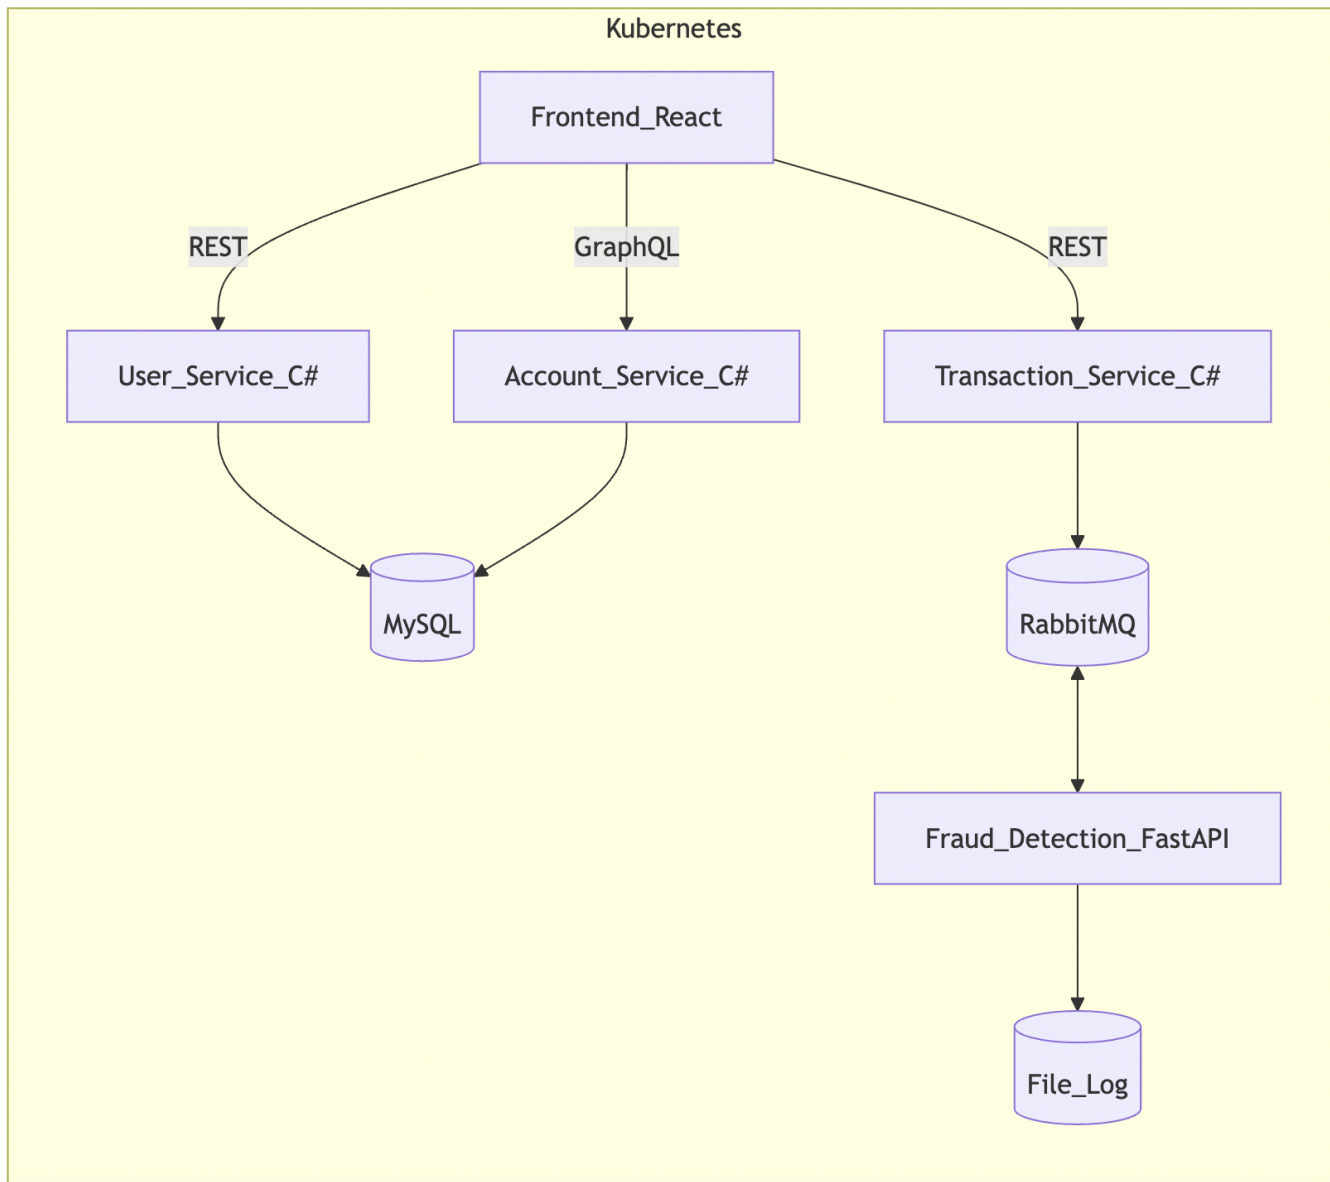 Kubernetes
Frontend_React
REST
GraphQL
REST
User_Service_C#
Account_Service_C#
Transaction_Service_C#
MySQL
RabbitMQ
Fraud_Detection_FastAPI
File_Log